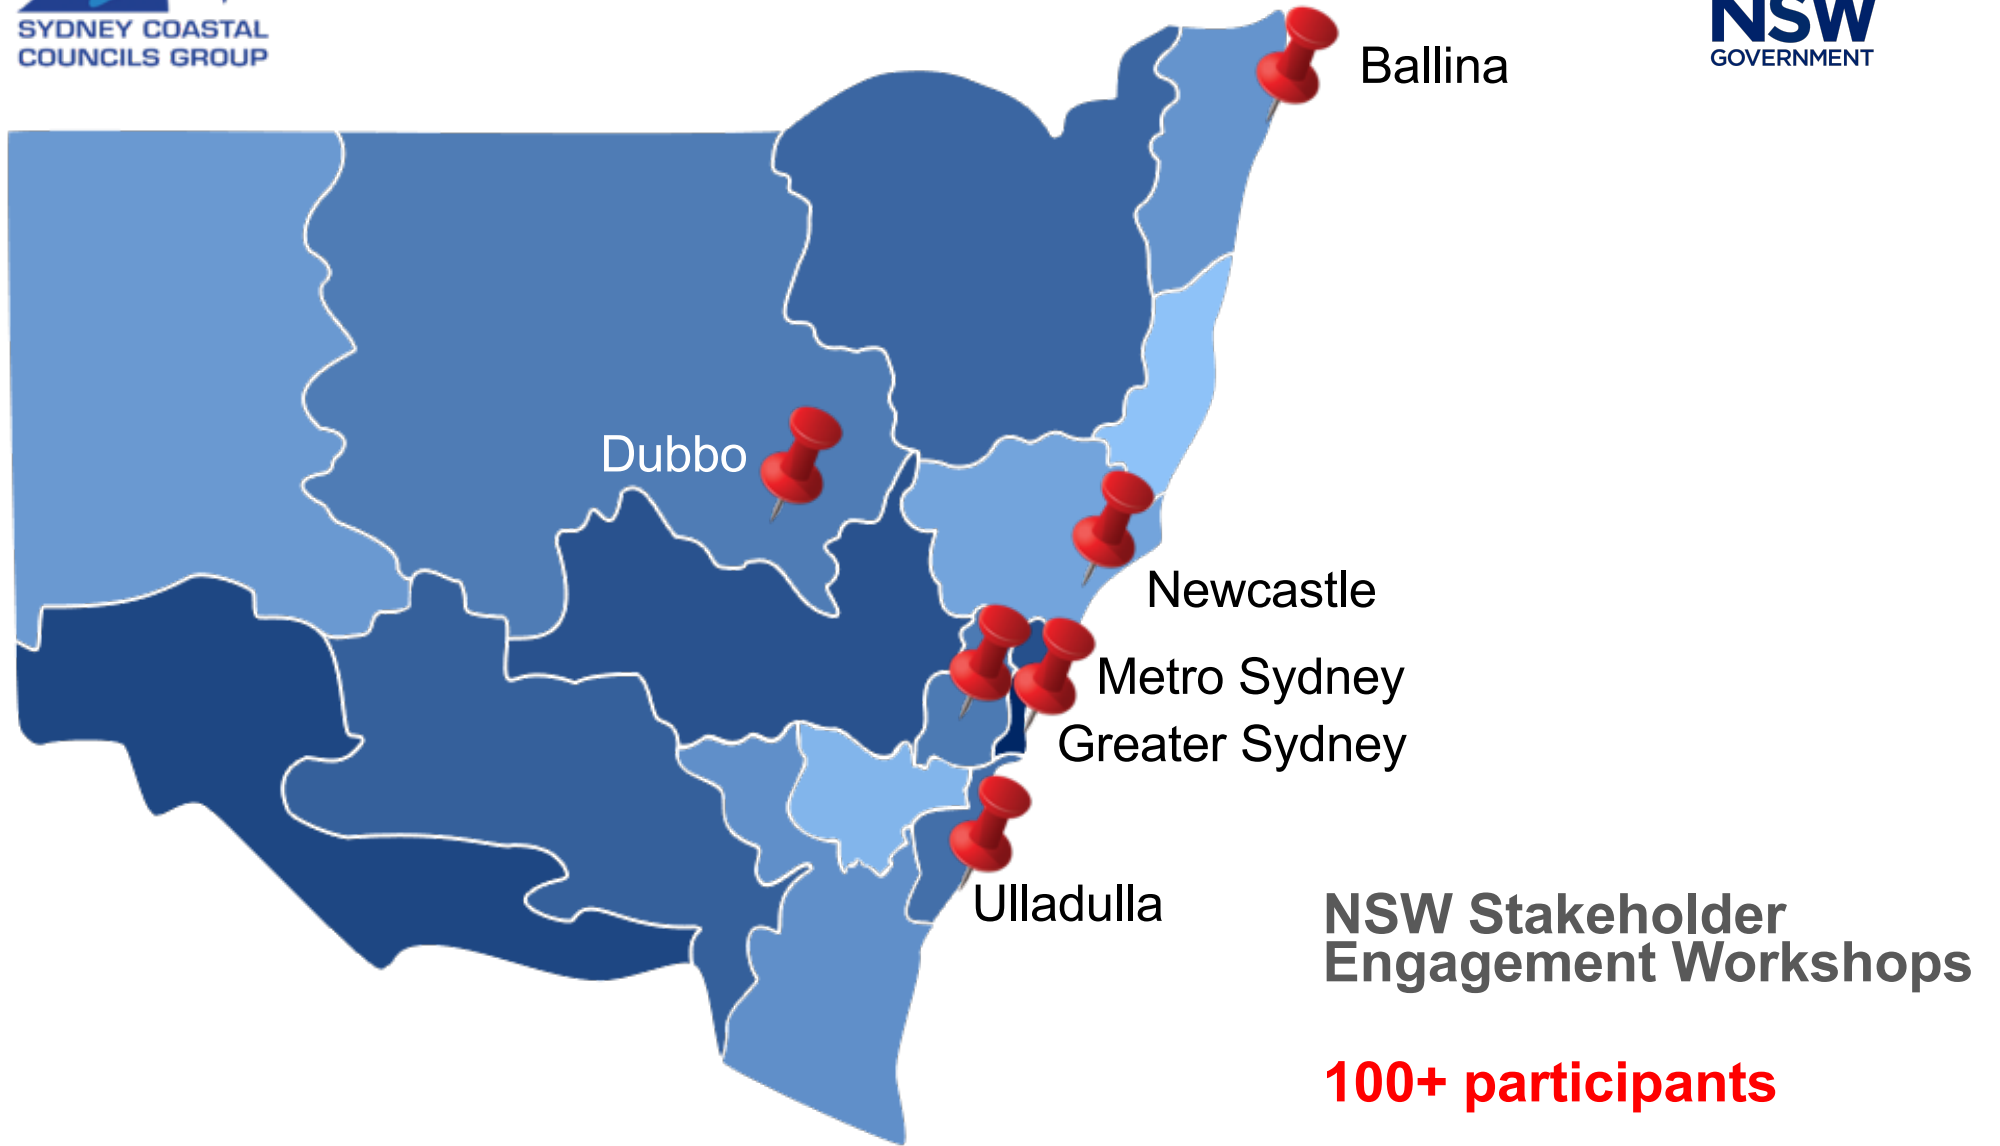 SYDNEY COASTAL
COUNCILS GROUP
NSW
GOVERNMENT
Ballina
Dubbo
Newcastle
Metro Sydney
Greater Sydney
Ulladulla
NSW Stakeholder
Engagement Workshops
100+ participants